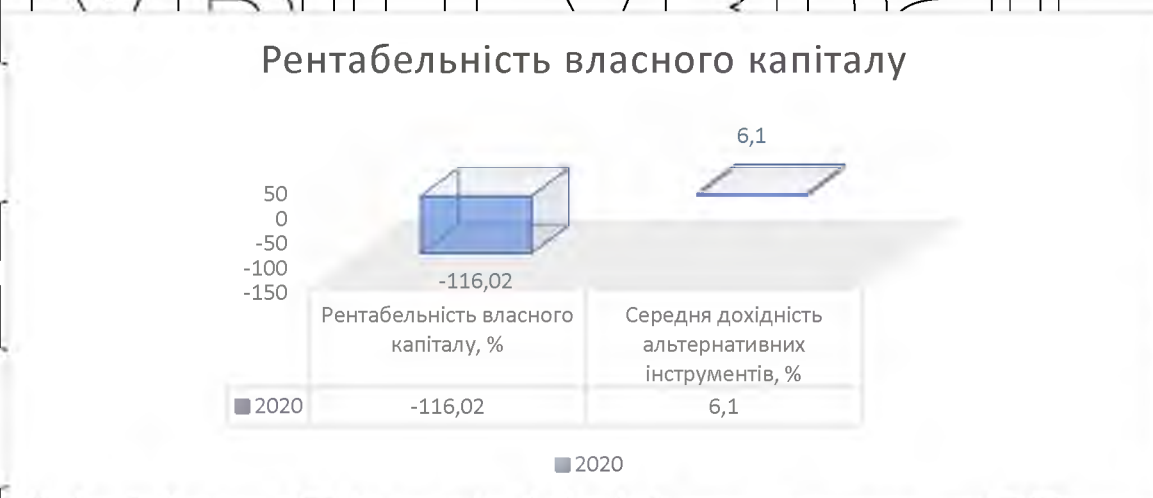 Рентабельність власного капіталу
6,1
50
0
-50
-100
-150
-116,02
Рентабельність власного
капіталу, %
Середня дохідність
альтернативних
інструментів, %
2020
-116,02
6,1
2020